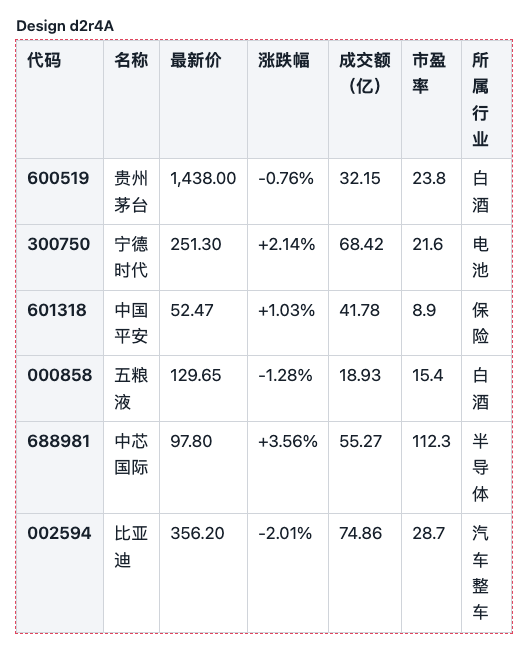 Design d2r4A
代码 名称 最新价 涨跌幅 成交额（亿） 市盈率 所属行业
600519 贵州茅台 1,438.00 -0.76% 32.15 23.8 白酒
300750 宁德时代 251.30 +2.14% 68.42 21.6 电池
601318 中国平安 52.47 +1.03% 41.78 8.9 保险
000858 五粮液 129.65 -1.28% 18.93 15.4 白酒
688981 中芯国际 97.80 +3.56% 55.27 112.3 半导体
002594 比亚迪 356.20 -2.01% 74.86 28.7 汽车整车